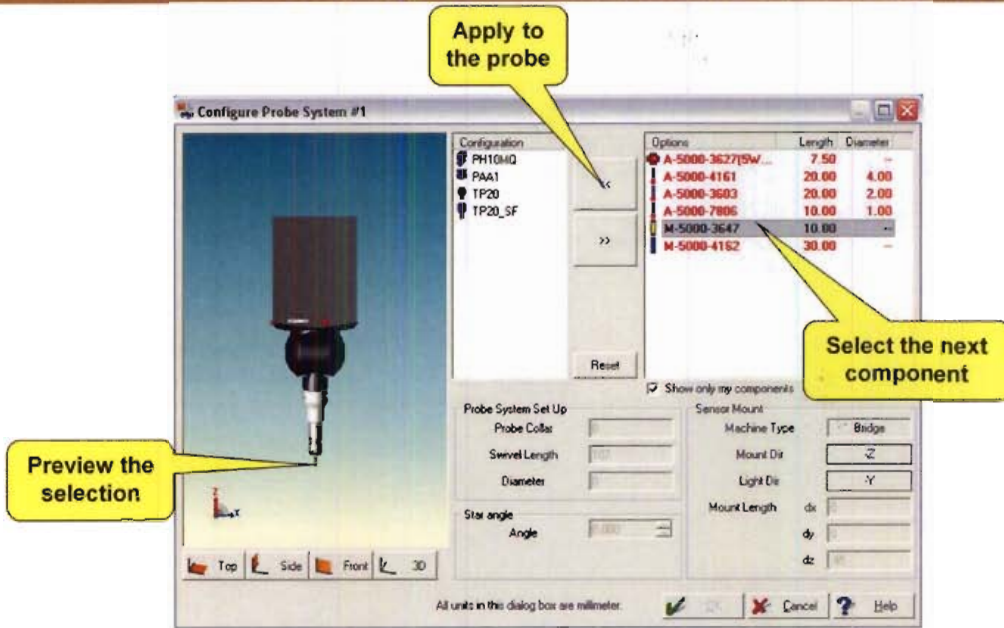 Apply to
the probe
Configure Probe System #1
Configuration
PH10MQ
PAA1
TP20
TP20_SF
<<
>>
Reset
Options Length Diameter
A-5000-3627(5W... 7.50 --
A-5000-4161 20.00 4.00
A-5000-3603 20.00 2.00
A-5000-7806 10.00 1.00
M-5000-3647 10.00 --
M-5000-4162 30.00 --
Select the next
component
Show only my components
Probe System Set Up
Probe Collar
Swivel Length
Diameter
Star angle
Angle
Sensor Mount
Machine Type Bridge
Mount Dir -Z
Light Dir -Y
Mount Length dx
dy
dz
Preview the
selection
Z
X
Top Side Front 3D
All units in this dialog box are millimeter.
OK Cancel Help